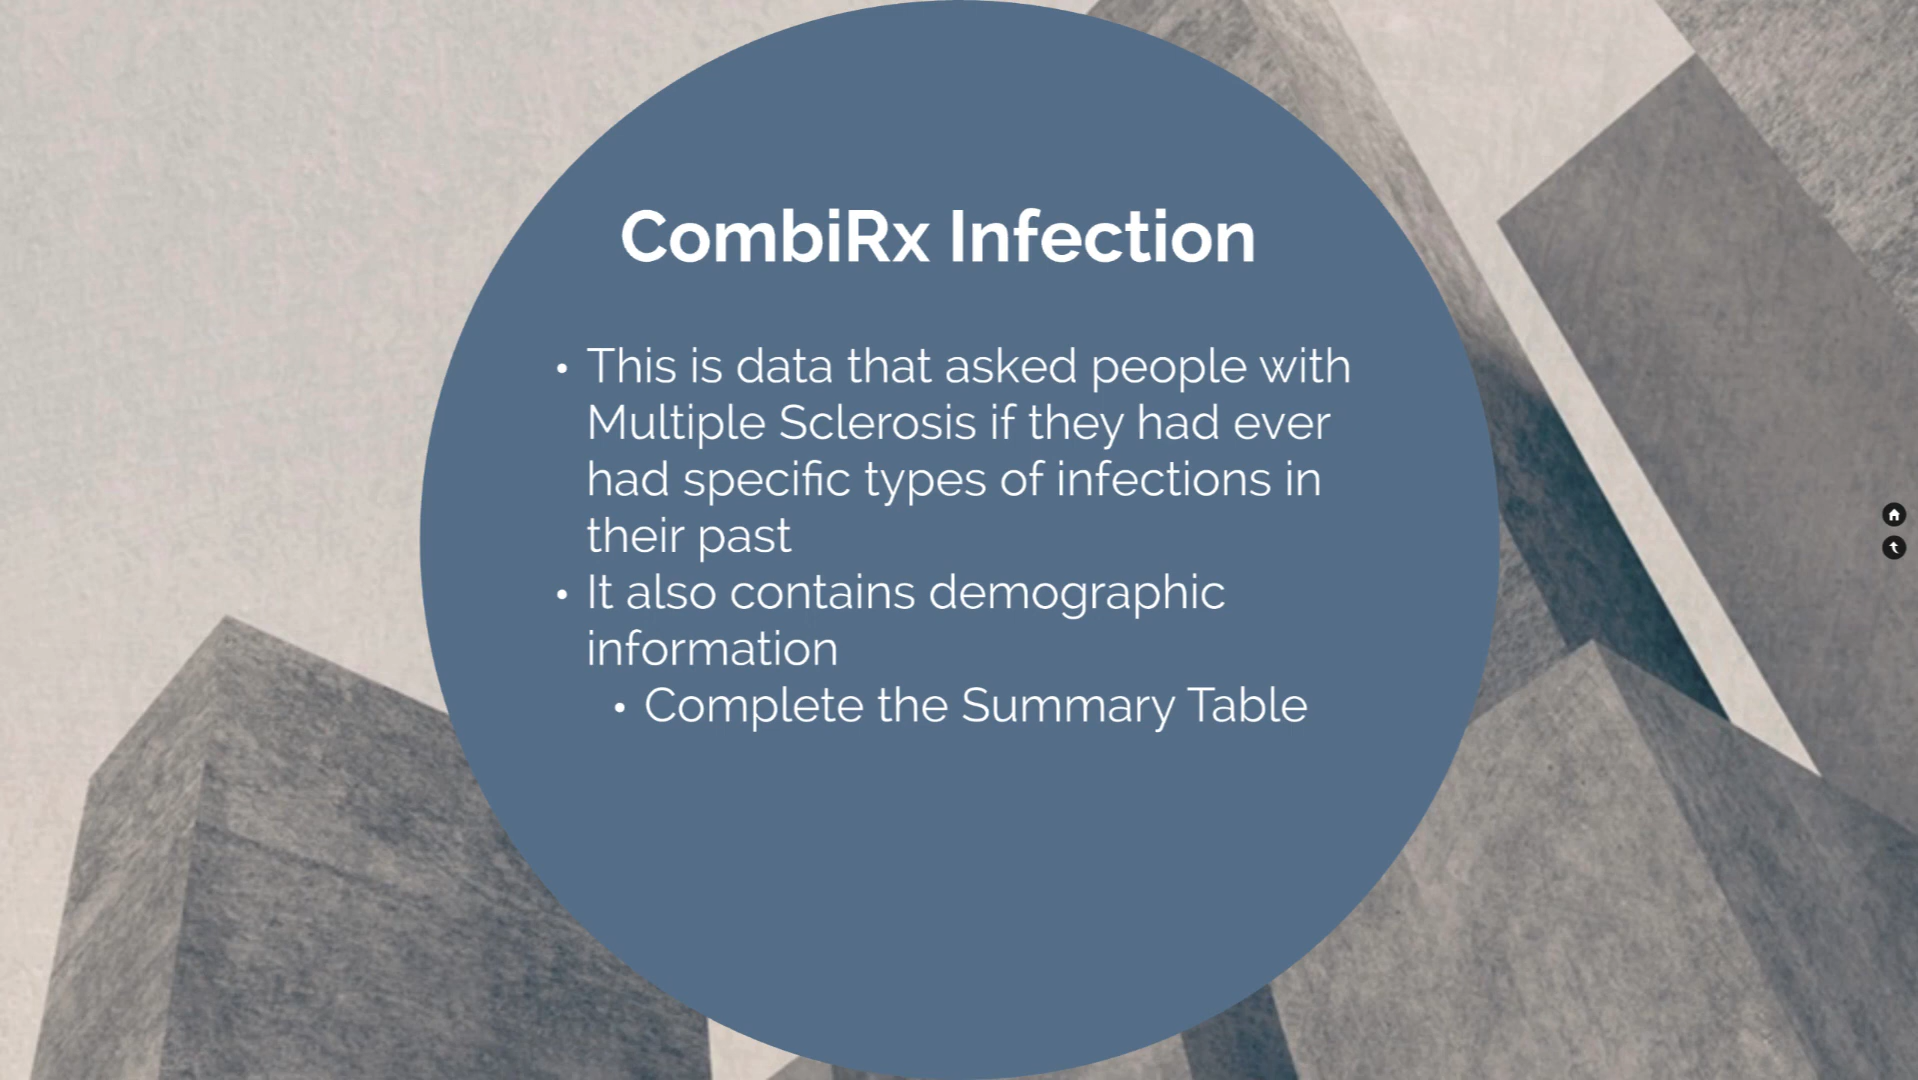 CombiRx Infection
• This is data that asked people with
Multiple Sclerosis if they had ever
had specific types of infections in
their past
• It also contains demographic
information
• Complete the Summary Table